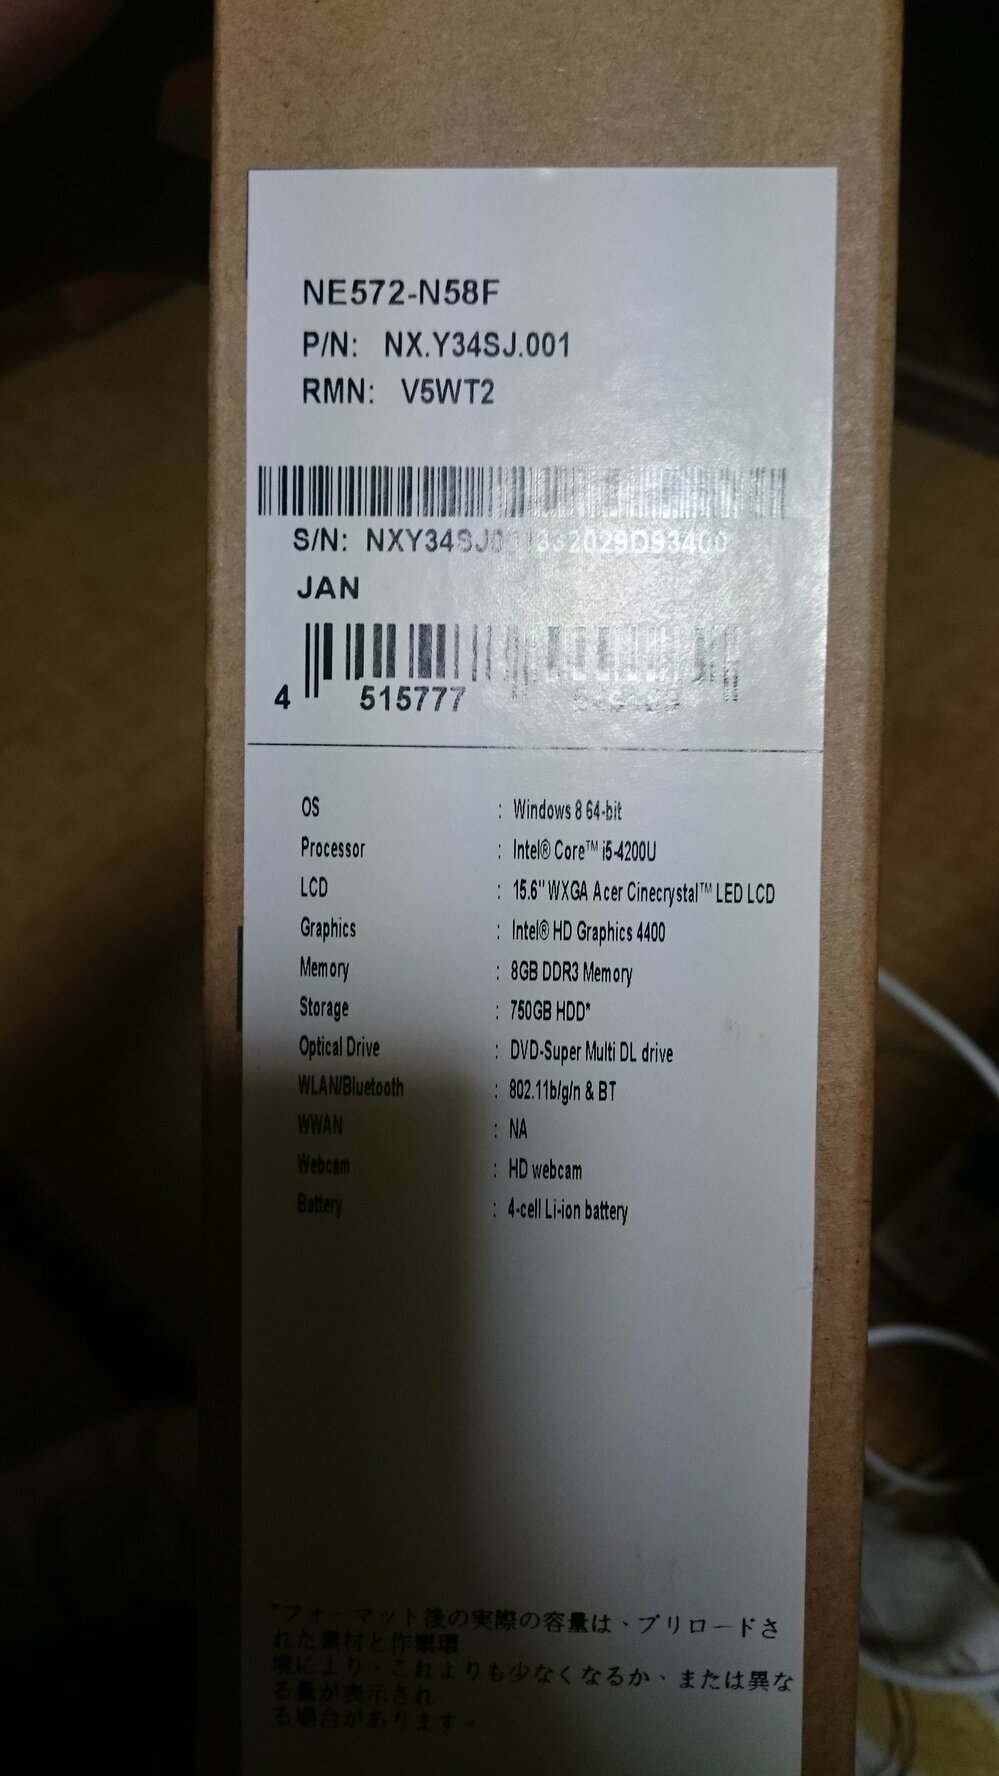 NE572-N58F
P/N: NX.Y34SJ.001
RMN: V5WT2
S/N:
JAN
4 515777
OS : Windows 8 64-bit
Processor : Intel® Core™ i5-4200U
LCD : 15.6" WXGA Acer Cinecrystal™ LED LCD
Graphics : Intel® HD Graphics 4400
Memory : 8GB DDR3 Memory
Storage : 750GB HDD*
Optical Drive : DVD-Super Multi DL drive
WLAN/Bluetooth : 802.11b/g/n & BT
WWAN : NA
Webcam : HD webcam
Battery : 4-cell Li-ion battery
*フォーマット後の実際の容量は、プリロードさ
れた素材と作業環
境により、これよりも少なくなるか、または異な
る量が表示され
る場合があります。